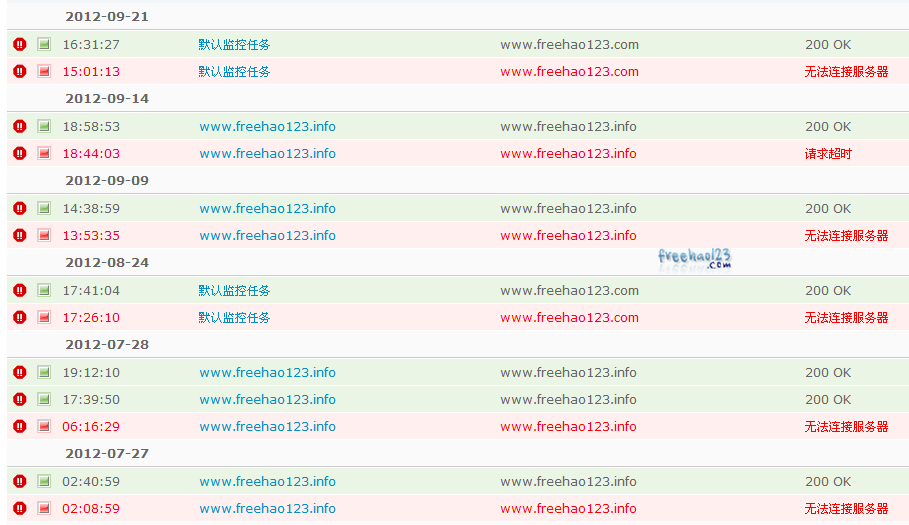 2012-09-21
16:31:27 默认监控任务 www.freehao123.com 200 OK
15:01:13 默认监控任务 www.freehao123.com 无法连接服务器
2012-09-14
18:58:53 www.freehao123.info www.freehao123.info 200 OK
18:44:03 www.freehao123.info www.freehao123.info 请求超时
2012-09-09
14:38:59 www.freehao123.info www.freehao123.info 200 OK
13:53:35 www.freehao123.info www.freehao123.info 无法连接服务器
freehao123
.com
2012-08-24
17:41:04 默认监控任务 www.freehao123.com 200 OK
17:26:10 默认监控任务 www.freehao123.com 无法连接服务器
2012-07-28
19:12:10 www.freehao123.info www.freehao123.info 200 OK
17:39:50 www.freehao123.info www.freehao123.info 200 OK
06:16:29 www.freehao123.info www.freehao123.info 无法连接服务器
2012-07-27
02:40:59 www.freehao123.info www.freehao123.info 200 OK
02:08:59 www.freehao123.info www.freehao123.info 无法连接服务器